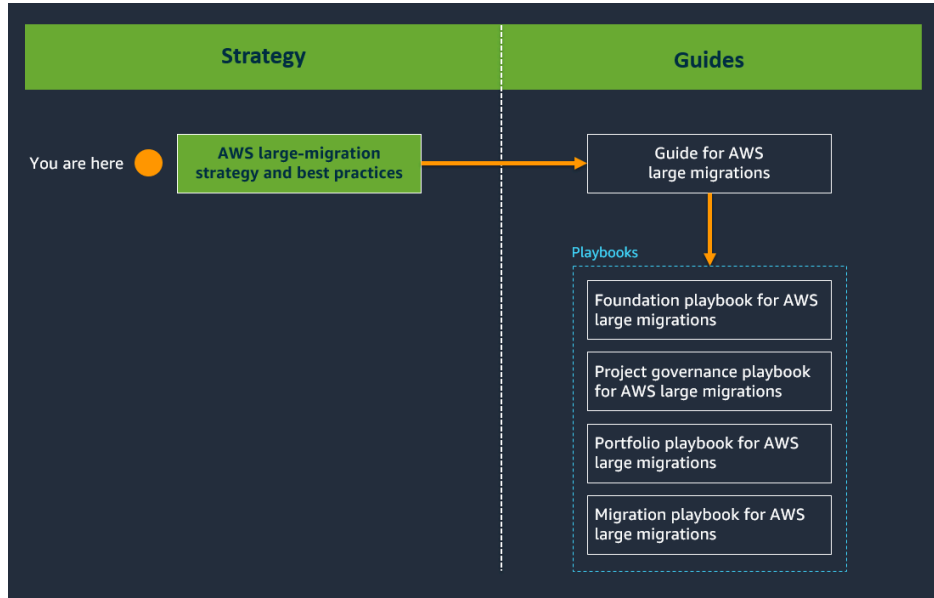 Strategy
Guides
You are here
AWS large-migration
strategy and best practices
Guide for AWS
large migrations
Playbooks
Foundation playbook for AWS
large migrations
Project governance playbook
for AWS large migrations
Portfolio playbook for AWS
large migrations
Migration playbook for AWS
large migrations